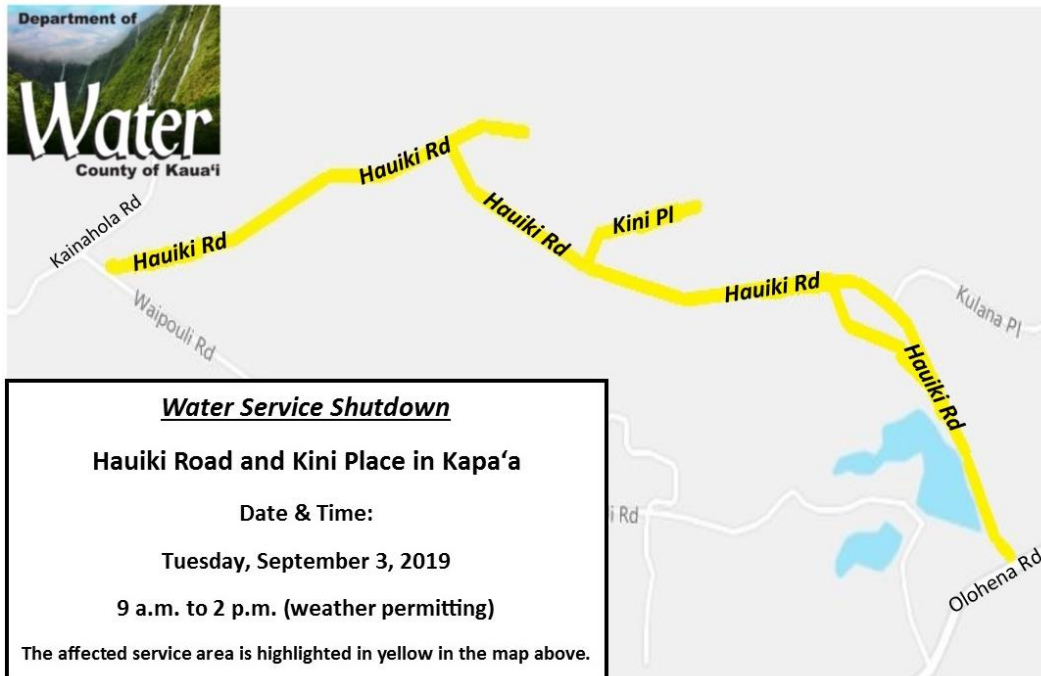 Department of
Water
County of Kaua‘i
Hauiki Rd
Kini Pl
Hauiki Rd
Kainahola Rd
Hauiki Rd
Hauiki Rd
Kulana Pl
Waipouli Rd
Hauiki Rd
Water Service Shutdown
Hauiki Road and Kini Place in Kapa‘a
Date & Time:
Tuesday, September 3, 2019
9 a.m. to 2 p.m. (weather permitting)
The affected service area is highlighted in yellow in the map above.
i Rd
Olohena Rd